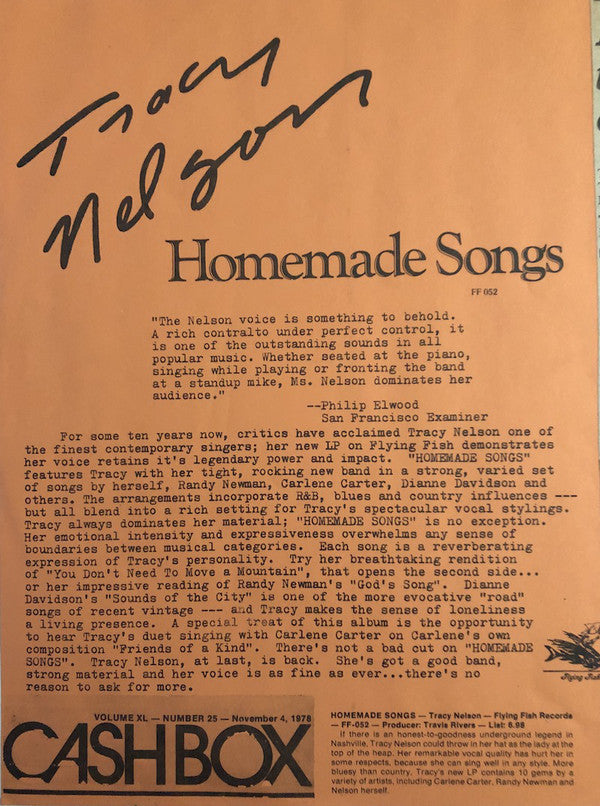 Tracy
Nelson
Homemade Songs
FF 052
"The Nelson voice is something to behold.
A rich contralto under perfect control, it
is one of the outstanding sounds in all
popular music. Whether seated at the piano,
singing while playing or fronting the band
at a standup mike, Ms. Nelson dominates her
audience."
--Philip Elwood
San Francisco Examiner
For some ten years now, critics have acclaimed Tracy Nelson one of
the finest contemporary singers; her new LP on Flying Fish demonstrates
her voice retains it's legendary power and impact. "HOMEMADE SONGS"
features Tracy with her tight, rocking new band in a strong, varied set
of songs by herself, Randy Newman, Carlene Carter, Dianne Davidson and
others. The arrangements incorporate R&B, blues and country influences ---
but all blend into a rich setting for Tracy's spectacular vocal stylings.
Tracy always dominates her material; "HOMEMADE SONGS" is no exception.
Her emotional intensity and expressiveness overwhelms any sense of
boundaries between musical categories. Each song is a reverberating
expression of Tracy's personality. Try her breathtaking rendition
of "You Don't Need To Move a Mountain", that opens the second side...
or her impressive reading of Randy Newman's "God's Song". Dianne
Davidson's "Sounds of the City" is one of the more evocative "road"
songs of recent vintage --- and Tracy makes the sense of loneliness
a living presence. A special treat of this album is the opportunity
to hear Tracy's duet singing with Carlene Carter on Carlene's own
composition "Friends of a Kind". There's not a bad cut on "HOMEMADE
SONGS". Tracy Nelson, at last, is back. She's got a good band,
strong material and her voice is as fine as ever...there's no
reason to ask for more.
Flying Fish
VOLUME XL — NUMBER 25 — November 4, 1978
CASH BOX
HOMEMADE SONGS — Tracy Nelson — Flying Fish Records
— FF-052 — Producer: Travis Rivers — List: 6.98
If there is an honest-to-goodness underground legend in
Nashville, Tracy Nelson could throw in her hat as the lady at the
top of the heap. Her remarkable vocal quality has hurt her in
some respects, because she can sing well in any style. More
bluesy than country, Tracy's new LP contains 10 gems by a
variety of artists, including Carlene Carter, Randy Newman and
Nelson herself.